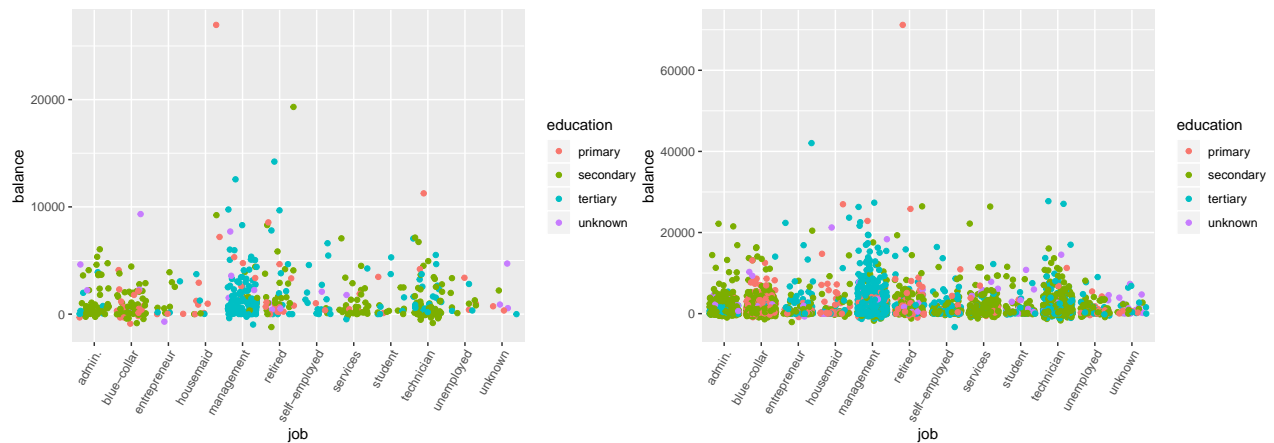 20000
10000
0
balance
admin.
blue−collar
entrepreneur
housemaid
management
retired
self−employed
services
student
technician
unemployed
unknown
job
education
primary
secondary
tertiary
unknown
60000
40000
20000
0
balance
admin.
blue−collar
entrepreneur
housemaid
management
retired
self−employed
services
student
technician
unemployed
unknown
job
education
primary
secondary
tertiary
unknown